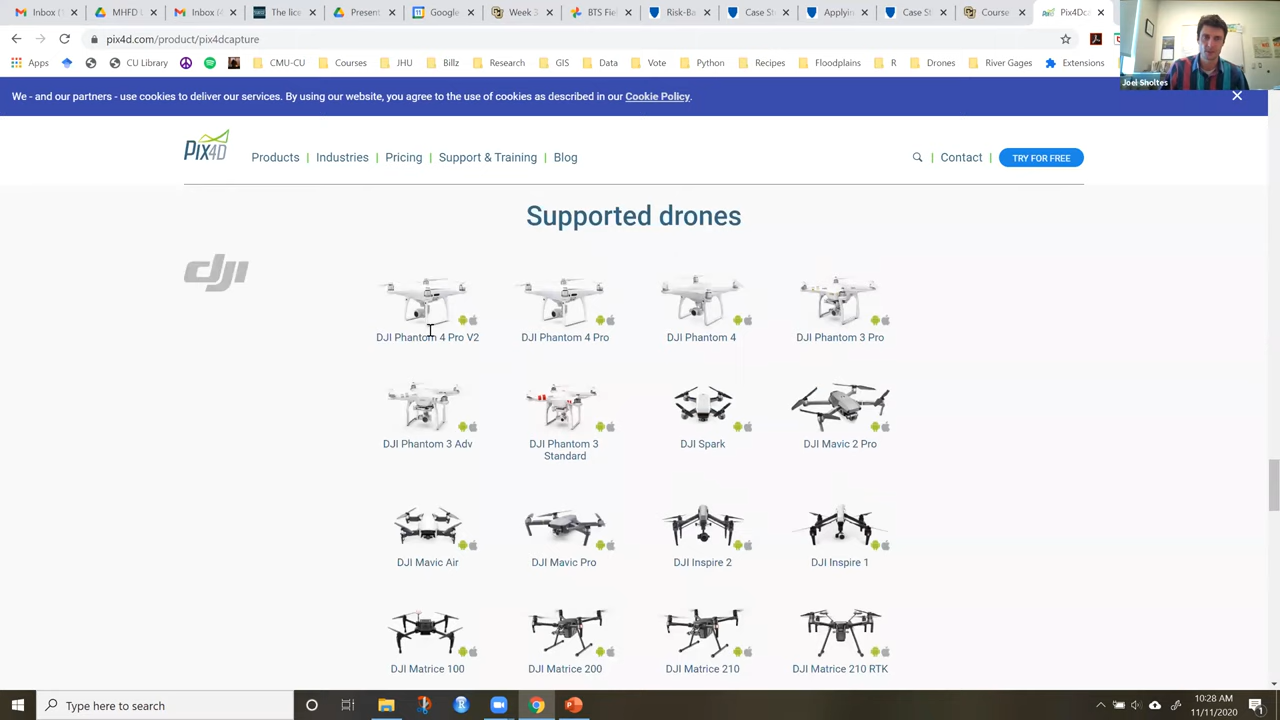 Inbox (
MHFD L
Inbox (4
The lice
Present
Google
Week 3
BTS Fie
Risk-
Case St
Applyin
Case St
Course
Pix4Dc
pix4d.com/product/pix4dcapture
Apps
CU Library
CMU-CU
Courses
JHU
Billz
Research
GIS
Data
Vote
Python
Recipes
Floodplains
R
Drones
River Gages
Extensions
Joel Sholtes
We - and our partners - use cookies to deliver our services. By using our website, you agree to the use of cookies as described in our Cookie Policy.
PIX4D
Products | Industries | Pricing | Support & Training | Blog
Contact
TRY FOR FREE
Supported drones
dji
DJI Phantom 4 Pro V2
DJI Phantom 4 Pro
DJI Phantom 4
DJI Phantom 3 Pro
DJI Phantom 3 Adv
DJI Phantom 3
Standard
DJI Spark
DJI Mavic 2 Pro
DJI Mavic Air
DJI Mavic Pro
DJI Inspire 2
DJI Inspire 1
DJI Matrice 100
DJI Matrice 200
DJI Matrice 210
DJI Matrice 210 RTK
Type here to search
10:28 AM
11/11/2020